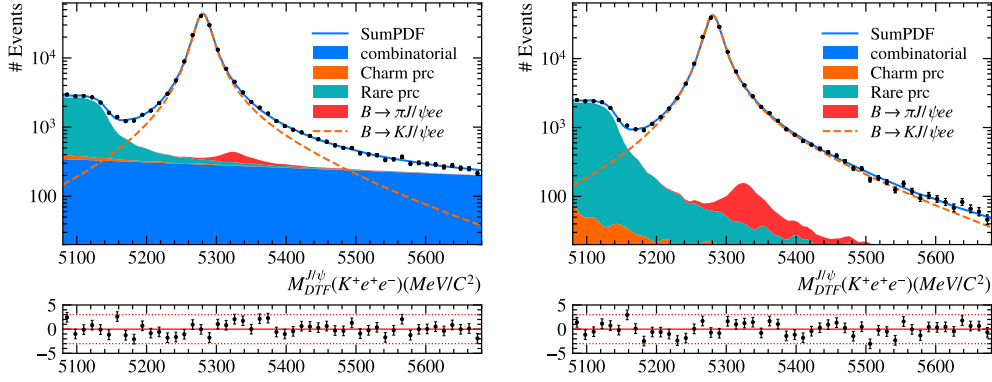 # Events
10⁴
10³
100
SumPDF
combinatorial
Charm prc
Rare prc
B→πJ/ψee
B→KJ/ψee
5100 5200 5300 5400 5500 5600
M_{DTF}^{J/ψ}(K⁺e⁺e⁻)(MeV/C²)
5
0
−5
5100 5200 5300 5400 5500 5600
# Events
10⁴
10³
100
SumPDF
combinatorial
Charm prc
Rare prc
B→πJ/ψee
B→KJ/ψee
5100 5200 5300 5400 5500 5600
M_{DTF}^{J/ψ}(K⁺e⁺e⁻)(MeV/C²)
5
0
−5
5100 5200 5300 5400 5500 5600